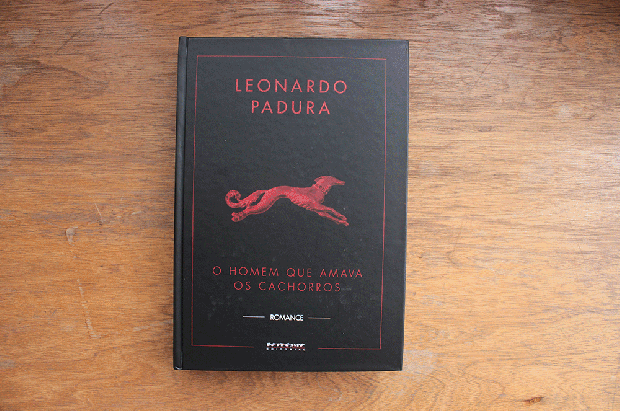 LEONARDO
PADURA
O HOMEM QUE AMAVA
OS CACHORROS
ROMANCE